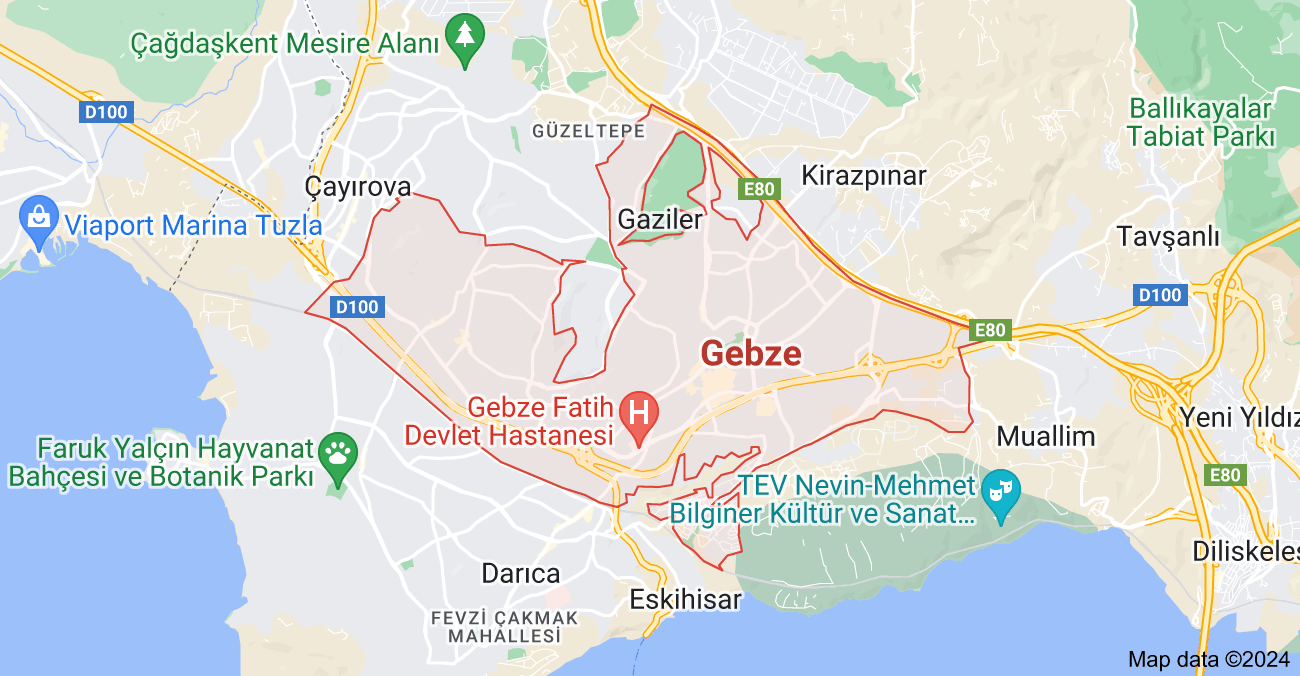 Çağdaşkent Mesire Alanı
D100
GÜZELTEPE
Ballıkayalar
Tabiat Parkı
Çayırova
E80
Kirazpınar
Viaport Marina Tuzla
Gaziler
Tavşanlı
D100
D100
E80
Gebze
Gebze Fatih
Devlet Hastanesi
Yeni Yıldız
Muallim
Faruk Yalçın Hayvanat
Bahçesi ve Botanik Parkı
E80
TEV Nevin-Mehmet
Bilginer Kültür ve Sanat...
Diliskeles
Darıca
Eskihisar
FEVZİ ÇAKMAK
MAHALLESİ
Map data ©2024